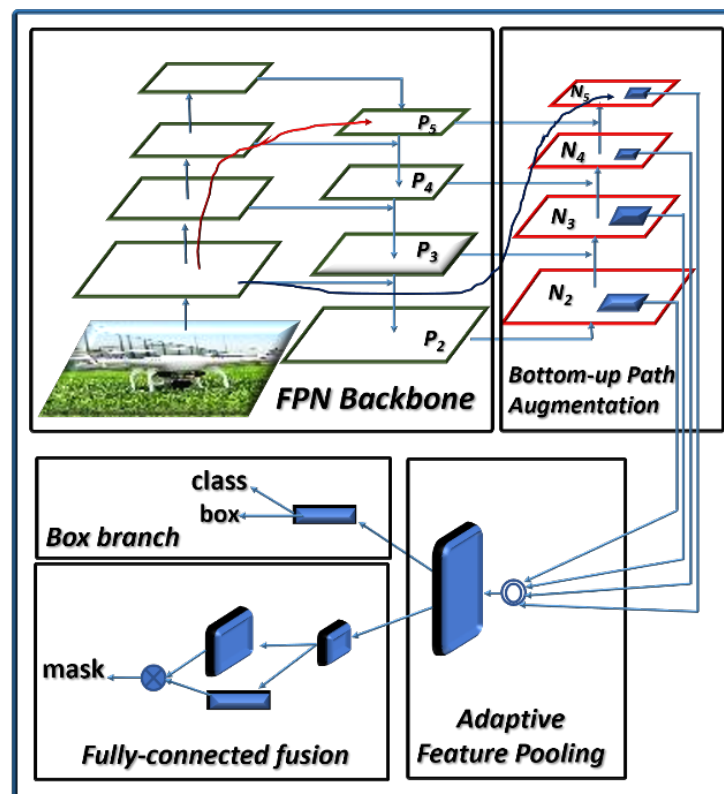 P5
P4
P3
P2
FPN Backbone
N5
N4
N3
N2
Bottom-up Path
Augmentation
class
box
Box branch
mask
Fully-connected fusion
Adaptive
Feature Pooling